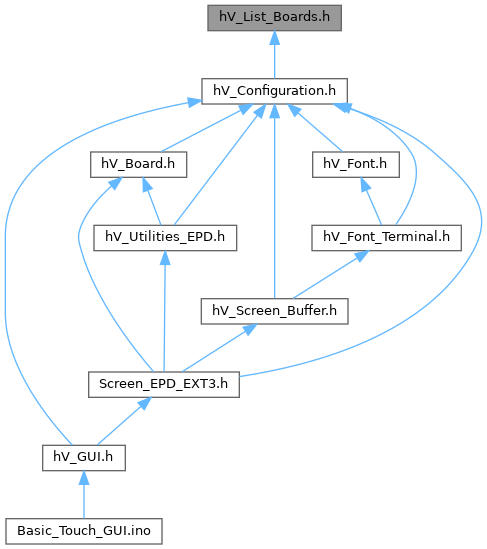 hV_List_Boards.h
hV_Configuration.h
hV_Board.h
hV_Font.h
hV_Utilities_EPD.h
hV_Font_Terminal.h
hV_Screen_Buffer.h
Screen_EPD_EXT3.h
hV_GUI.h
Basic_Touch_GUI.ino